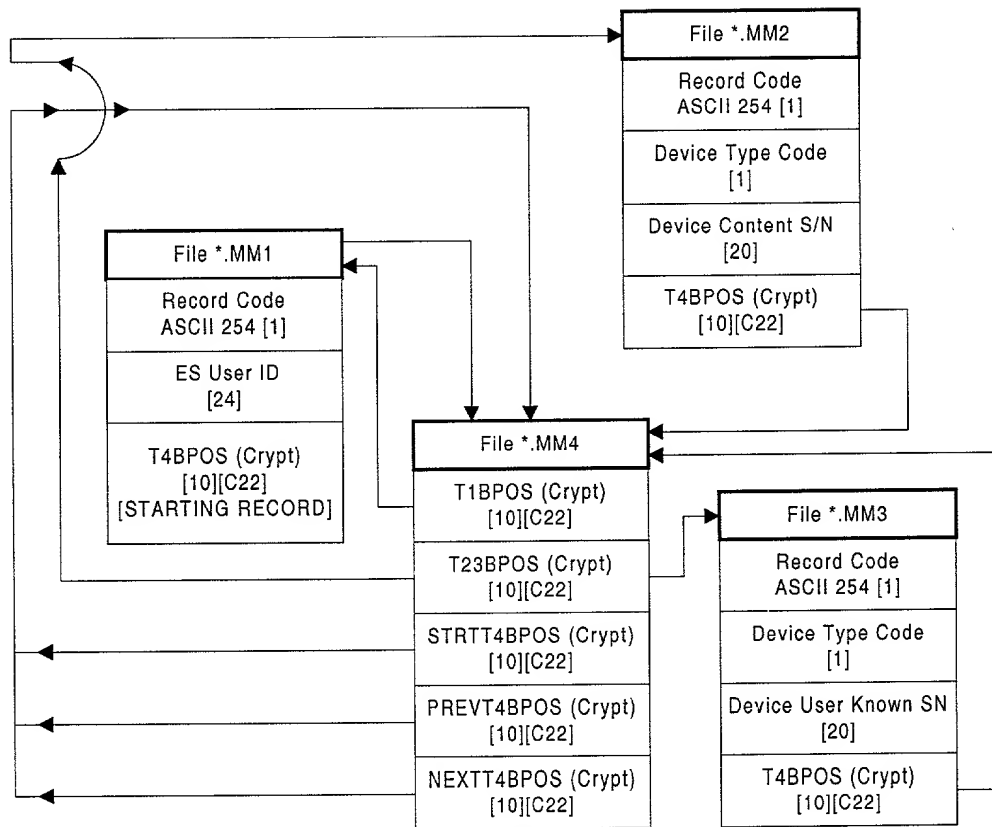 File *.MM2
Record Code
ASCII 254 [1]
Device Type Code
[1]
Device Content S/N
[20]
T4BPOS (Crypt)
[10][C22]
File *.MM1
Record Code
ASCII 254 [1]
ES User ID
[24]
T4BPOS (Crypt)
[10][C22]
[STARTING RECORD]
File *.MM4
T1BPOS (Crypt)
[10][C22]
T23BPOS (Crypt)
[10][C22]
STRTT4BPOS (Crypt)
[10][C22]
PREVT4BPOS (Crypt)
[10][C22]
NEXTT4BPOS (Crypt)
[10][C22]
File *.MM3
Record Code
ASCII 254 [1]
Device Type Code
[1]
Device User Known SN
[20]
T4BPOS (Crypt)
[10][C22]